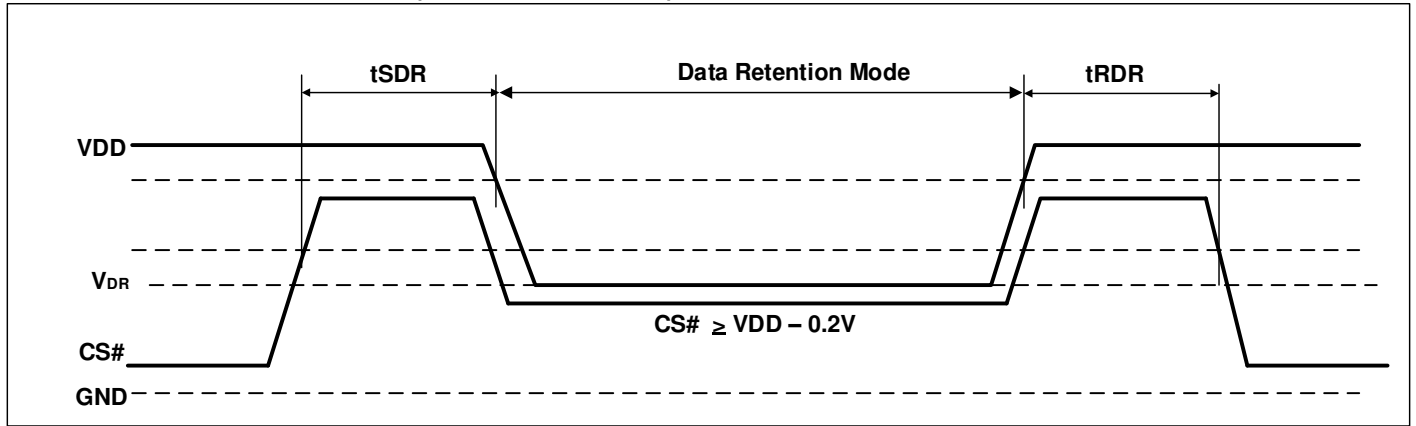 tSDR
Data Retention Mode
tRDR
VDD
VDR
CS# ≥ VDD – 0.2V
CS#
GND